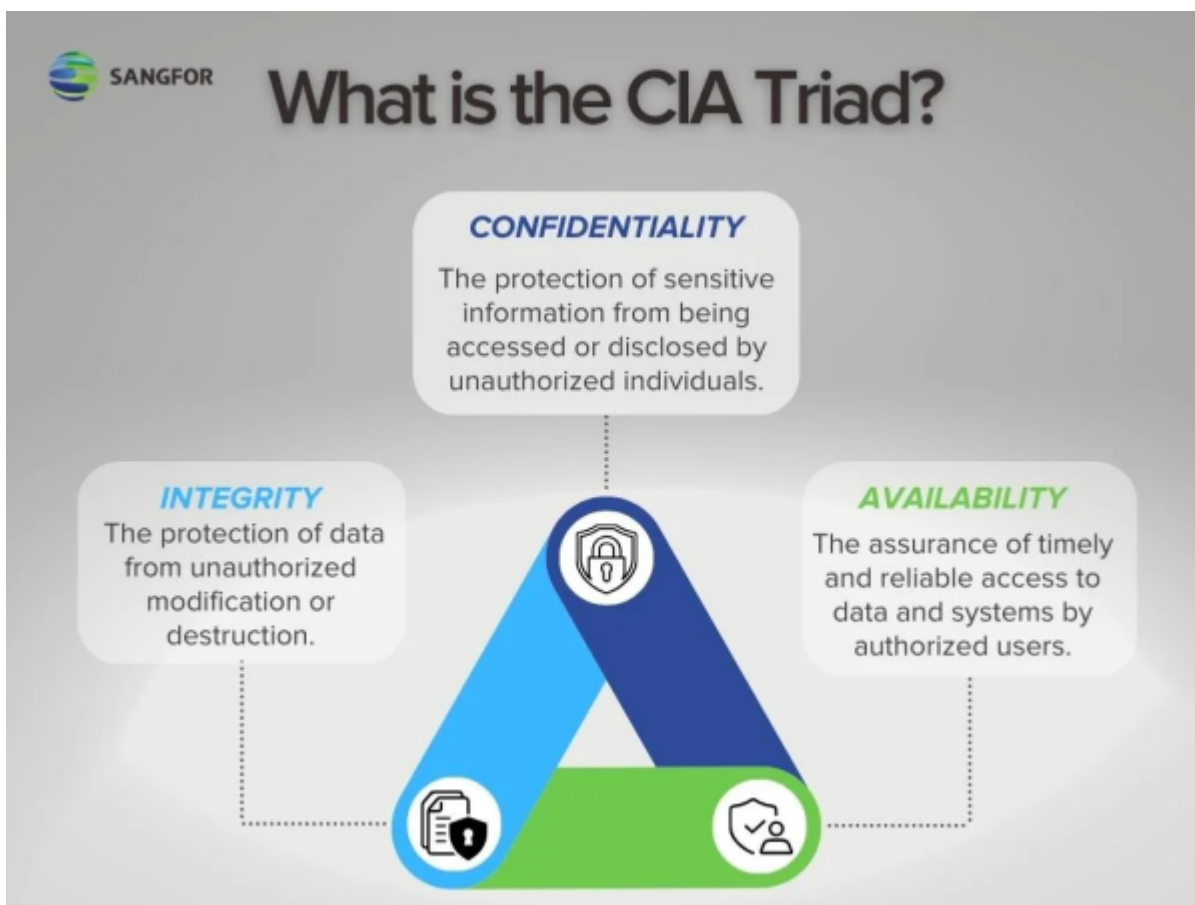 SANGFOR
What is the CIA Triad?
CONFIDENTIALITY
The protection of sensitive
information from being
accessed or disclosed by
unauthorized individuals.
INTEGRITY
The protection of data
from unauthorized
modification or
destruction.
AVAILABILITY
The assurance of timely
and reliable access to
data and systems by
authorized users.